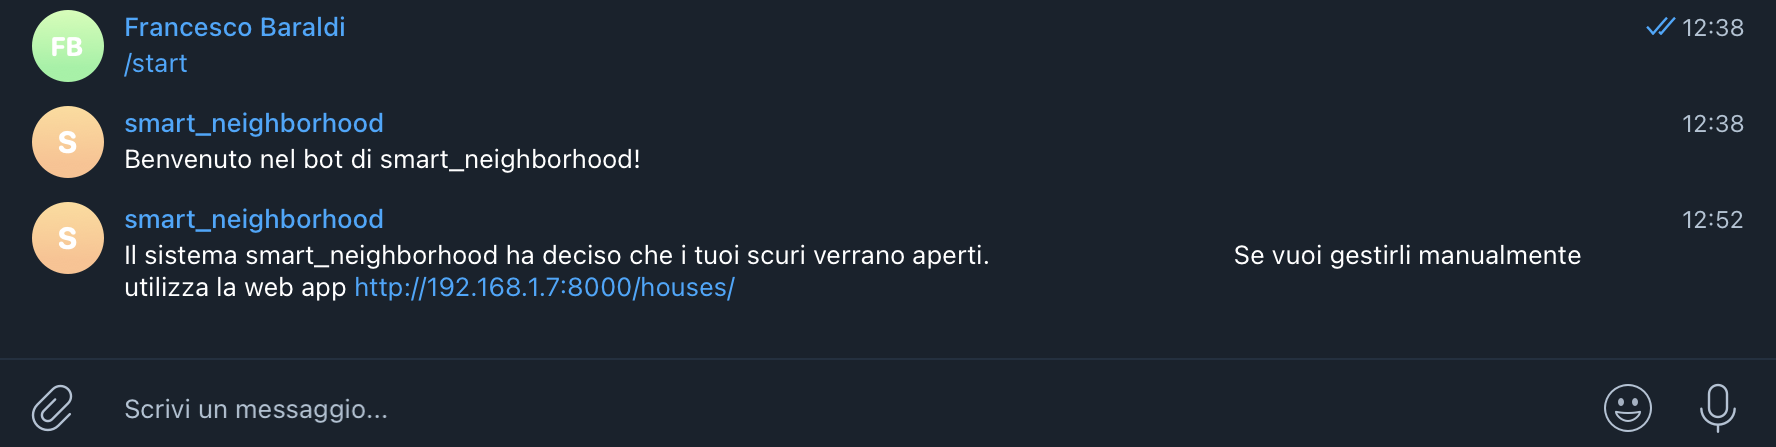 FB
Francesco Baraldi
12:38
/start
S
smart_neighborhood
12:38
Benvenuto nel bot di smart_neighborhood!
S
smart_neighborhood
12:52
Il sistema smart_neighborhood ha deciso che i tuoi scuri verrano aperti. Se vuoi gestirli manualmente
utilizza la web app http://192.168.1.7:8000/houses/
Scrivi un messaggio...